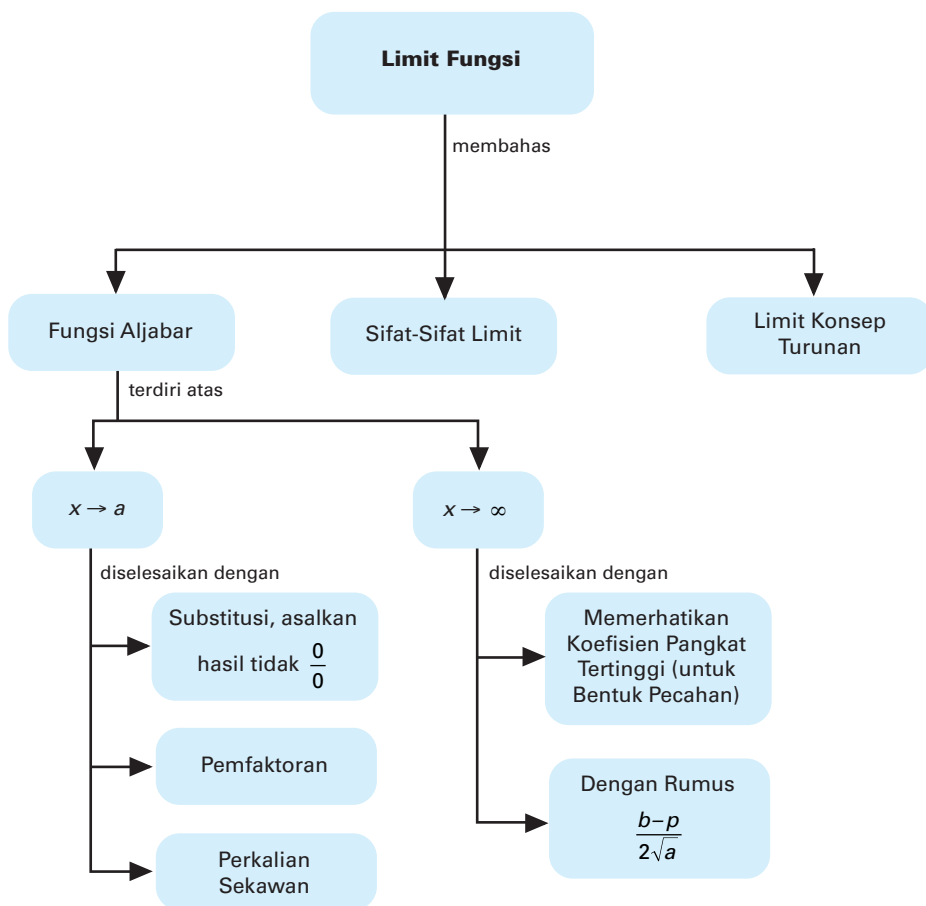 Limit Fungsi
membahas
Fungsi Aljabar
Sifat-Sifat Limit
Limit Konsep
Turunan
terdiri atas
x → a
x → ∞
diselesaikan dengan
diselesaikan dengan
Substitusi, asalkan
hasil tidak 0/0
Memerhatikan
Koefisien Pangkat
Tertinggi (untuk
Bentuk Pecahan)
Pemfaktoran
Dengan Rumus
b–p / 2√a
Perkalian
Sekawan